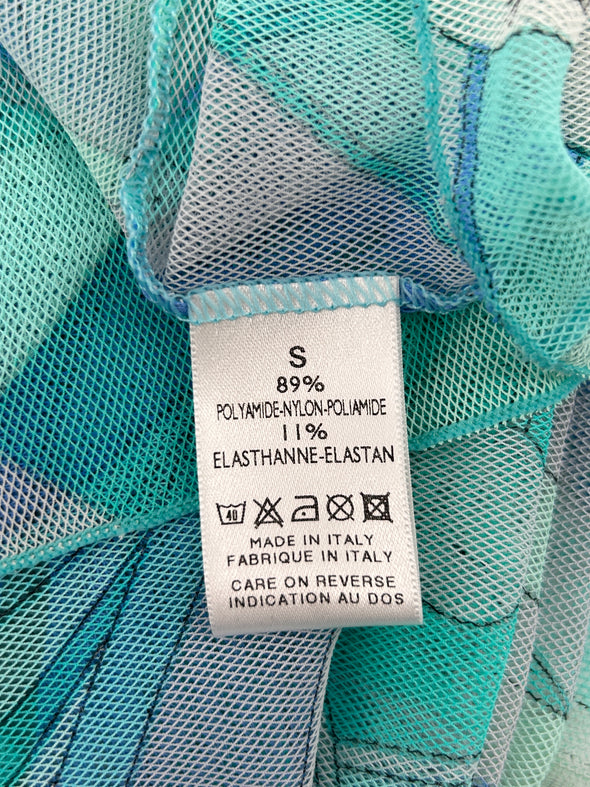 S
89%
POLYAMIDE-NYLON-POLIAMIDE
11%
ELASTHANNE-ELASTAN
40
MADE IN ITALY
FABRIQUE IN ITALY
CARE ON REVERSE
INDICATION AU DOS